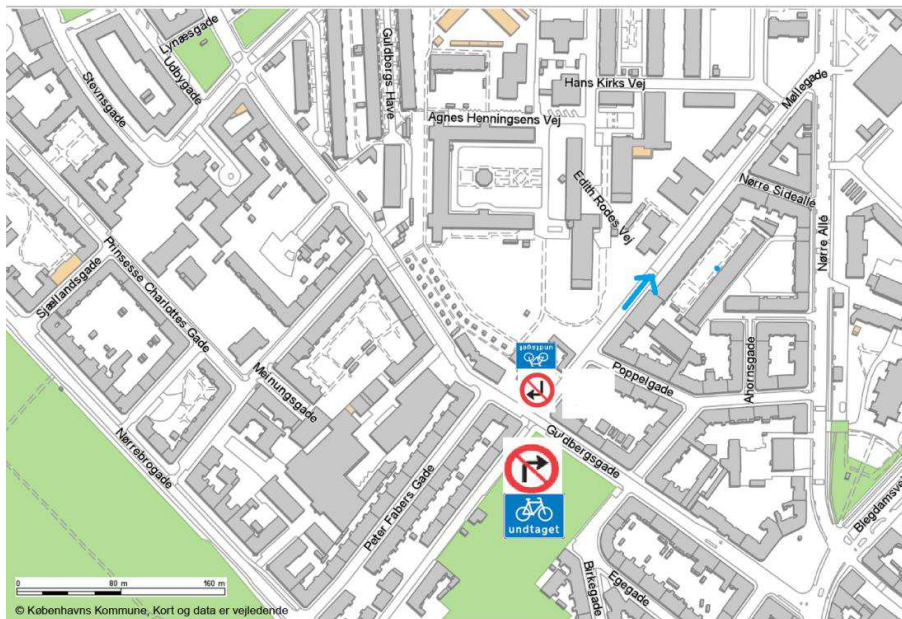 Lynæsgade
Udbygade
Stevnsgade
Guldbergs Have
Hans Kirks Vej
Møllegade
Agnes Henningsens Vej
Edith Rodes Vej
Nørre Sideallé
Nørre Allé
Prinsesse Charlottes Gade
Sjællandsgade
Meinungsgade
Nørrebrogade
Peter Fabers Gade
undtaget
Poppelgade
Ahornsgade
Guldbergsgade
undtaget
Blegdamsvej
Birkegade
Egegade
0 80 m 160 m
© Københavns Kommune, Kort og data er vejledende